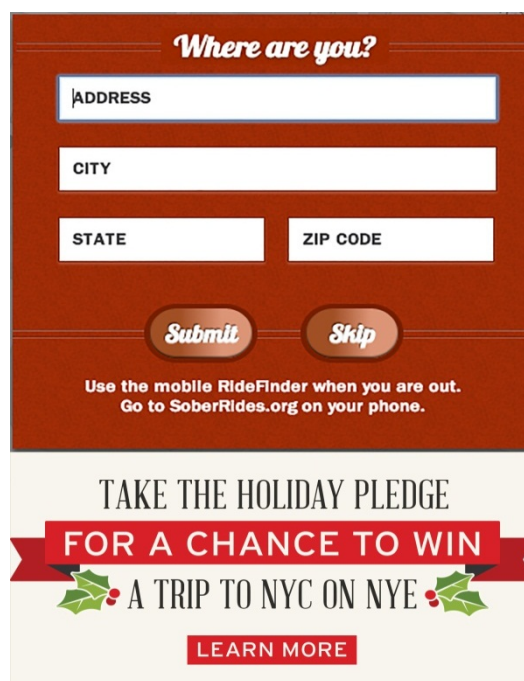 Where are you?
ADDRESS
CITY
STATE ZIP CODE
Submit Skip
Use the mobile RideFinder when you are out.
Go to SoberRides.org on your phone.
TAKE THE HOLIDAY PLEDGE
FOR A CHANCE TO WIN
A TRIP TO NYC ON NYE
LEARN MORE